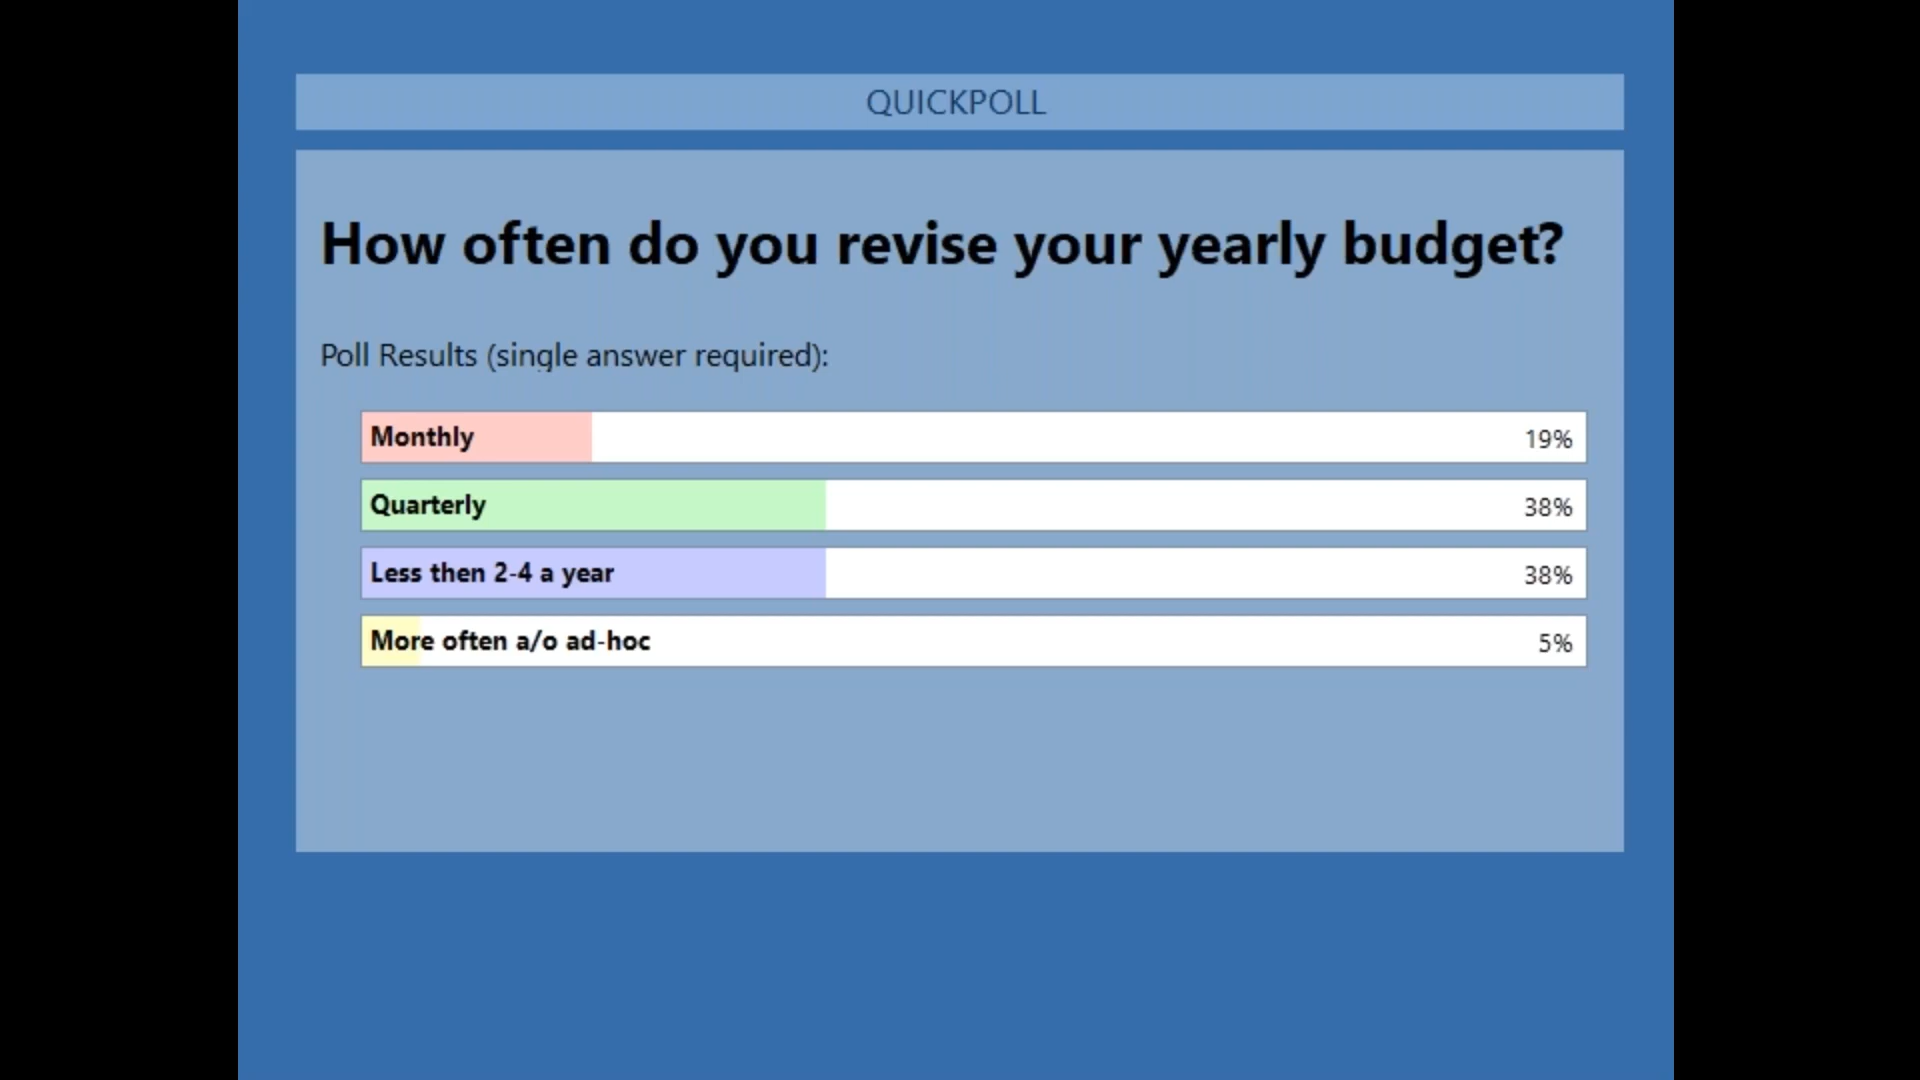 QUICKPOLL
How often do you revise your yearly budget?
Poll Results (single answer required):
Monthly 19%
Quarterly 38%
Less then 2-4 a year 38%
More often a/o ad-hoc 5%